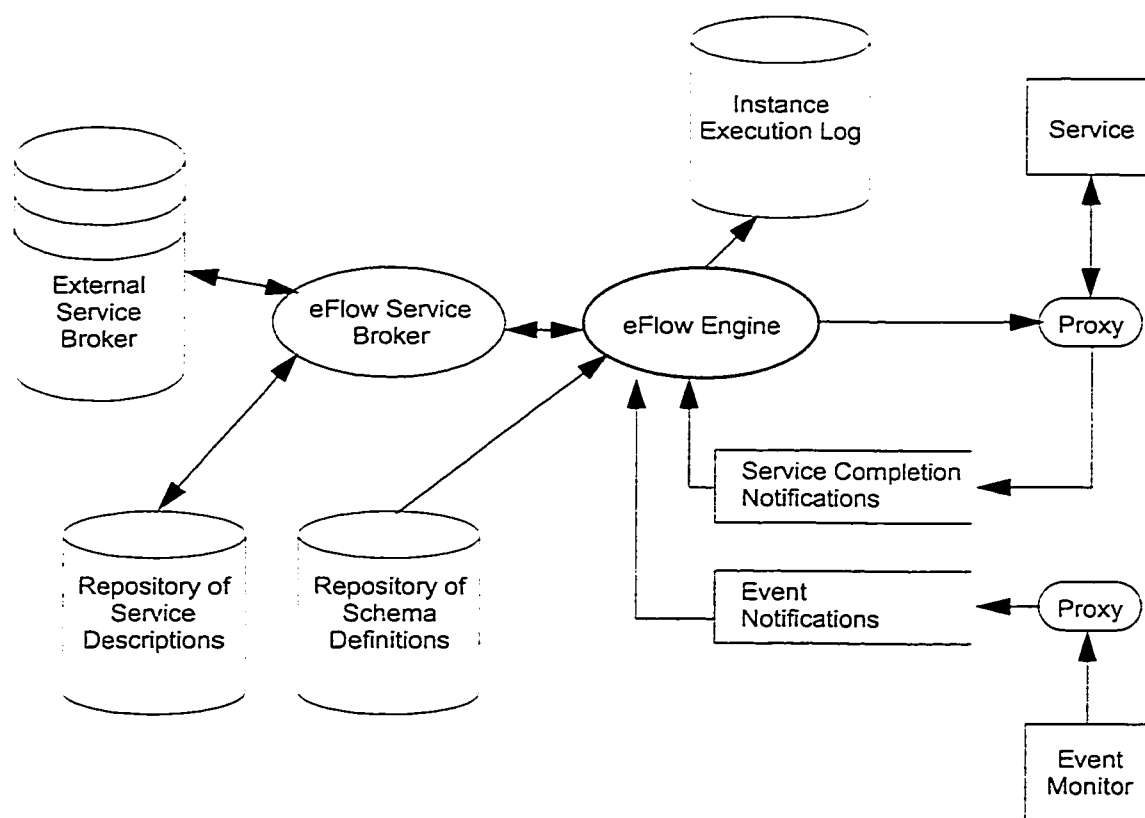 Instance
Execution Log
Service
External
Service
Broker
eFlow Service
Broker
eFlow Engine
Proxy
Service Completion
Notifications
Repository of
Service
Descriptions
Repository of
Schema
Definitions
Event
Notifications
Proxy
Event
Monitor